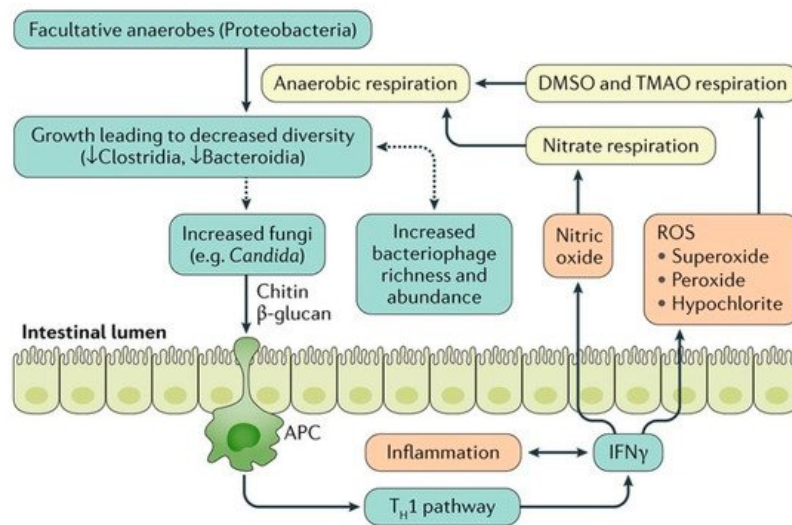 Facultative anaerobes (Proteobacteria)
Anaerobic respiration
DMSO and TMAO respiration
Growth leading to decreased diversity
(↓Clostridia, ↓Bacteroidia)
Nitrate respiration
Increased fungi
(e.g. Candida)
Increased
bacteriophage
richness and
abundance
Nitric
oxide
ROS
• Superoxide
• Peroxide
• Hypochlorite
Chitin
β-glucan
Intestinal lumen
APC
Inflammation
IFNγ
TH1 pathway